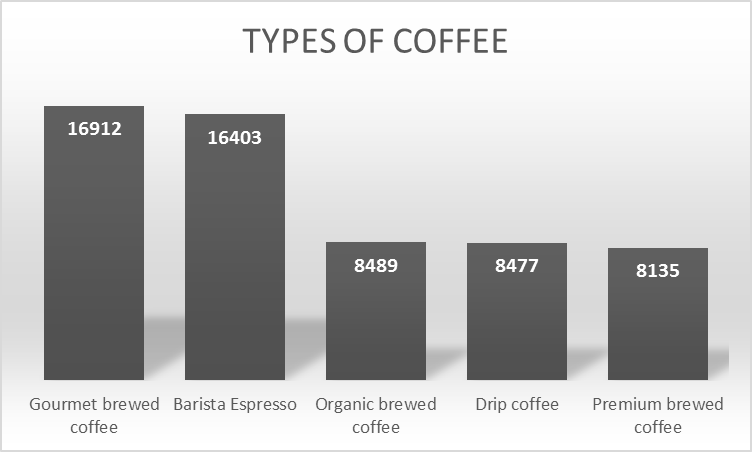 TYPES OF COFFEE
16912
16403
8489
8477
8135
Gourmet brewed
coffee
Barista Espresso
Organic brewed
coffee
Drip coffee
Premium brewed
coffee